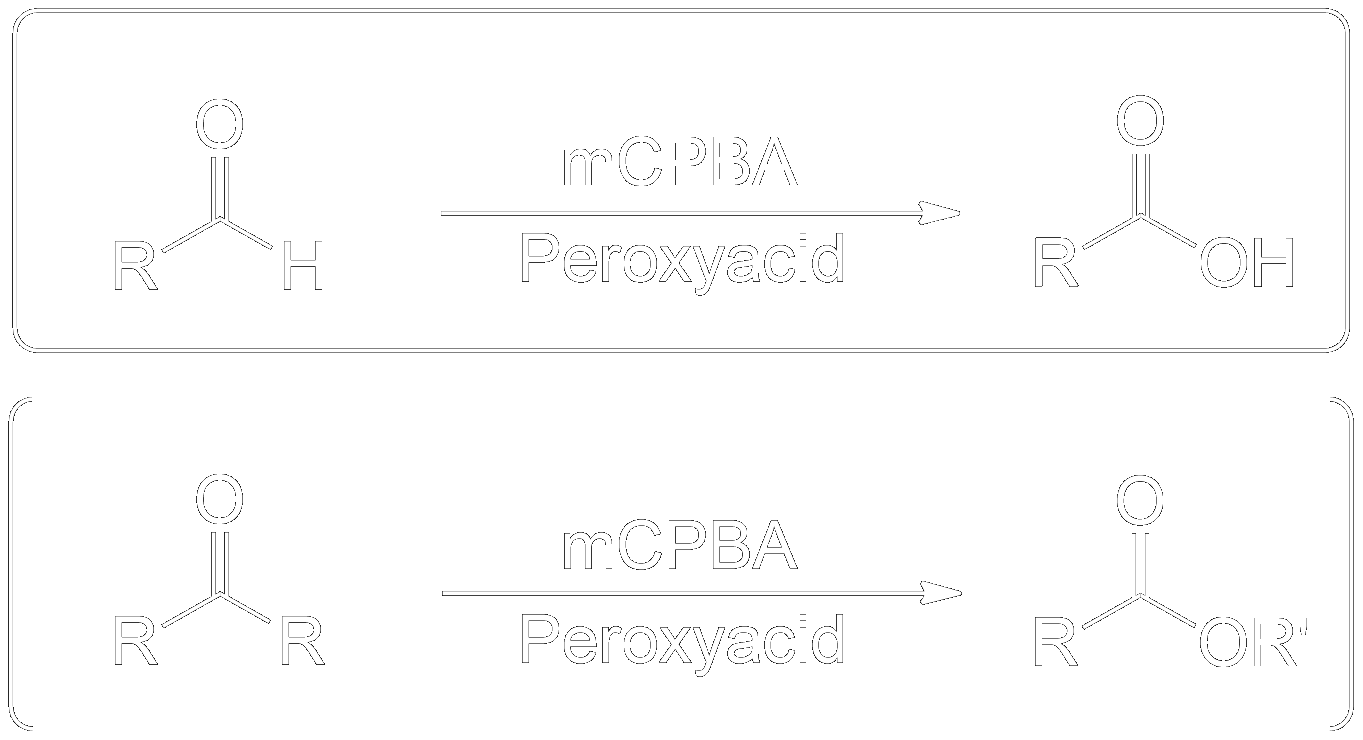 O
R H
mCPBA
Peroxyacid
O
R OH
O
R R
mCPBA
Peroxyacid
O
R OR'